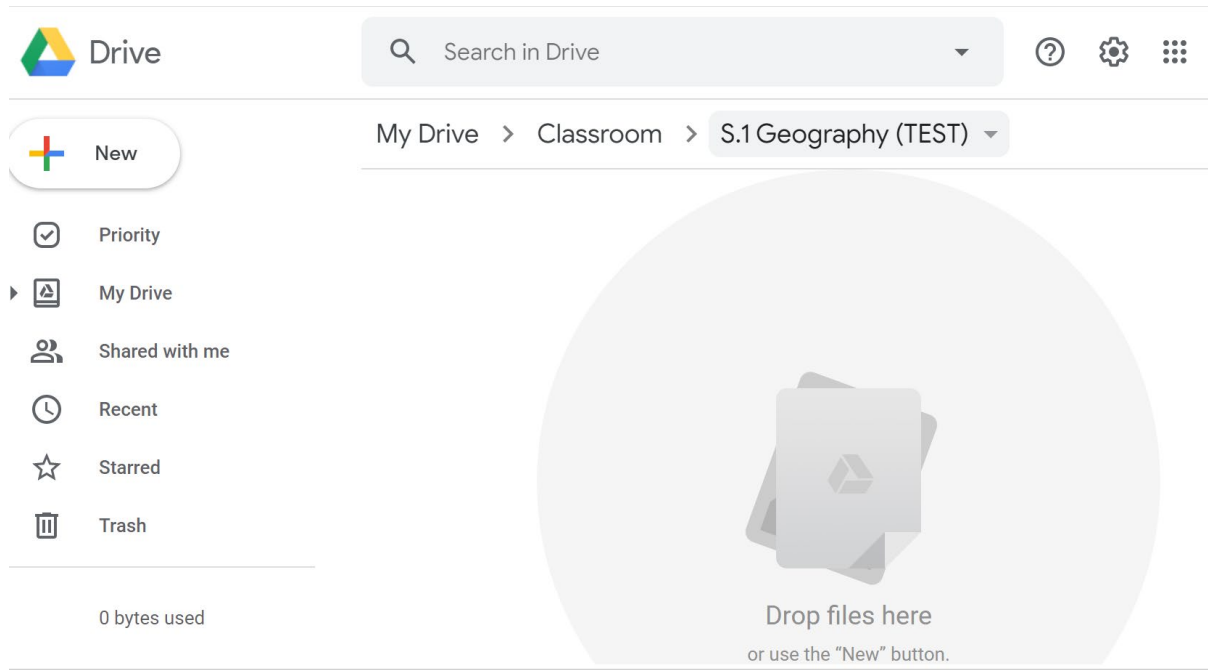 Drive
Search in Drive
New
My Drive > Classroom > S.1 Geography (TEST)
Priority
My Drive
Shared with me
Recent
Starred
Trash
0 bytes used
Drop files here
or use the “New” button.